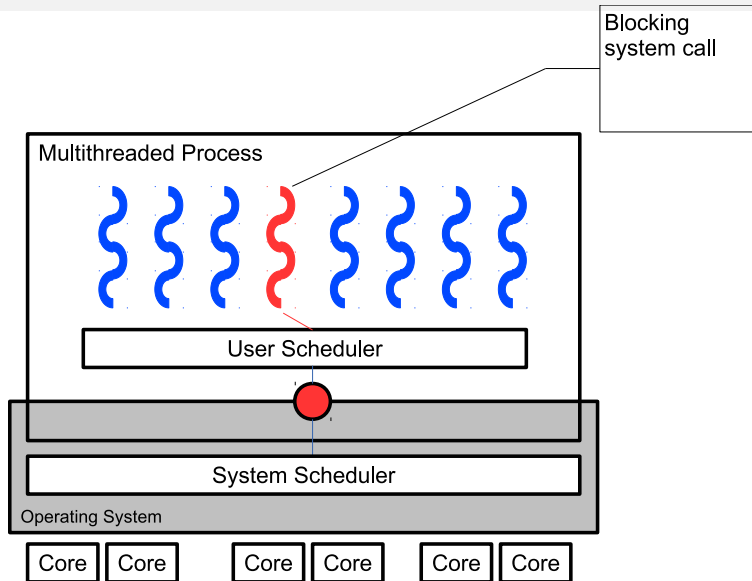 Blocking
system call
Multithreaded Process
User Scheduler
System Scheduler
Operating System
Core Core Core Core Core Core